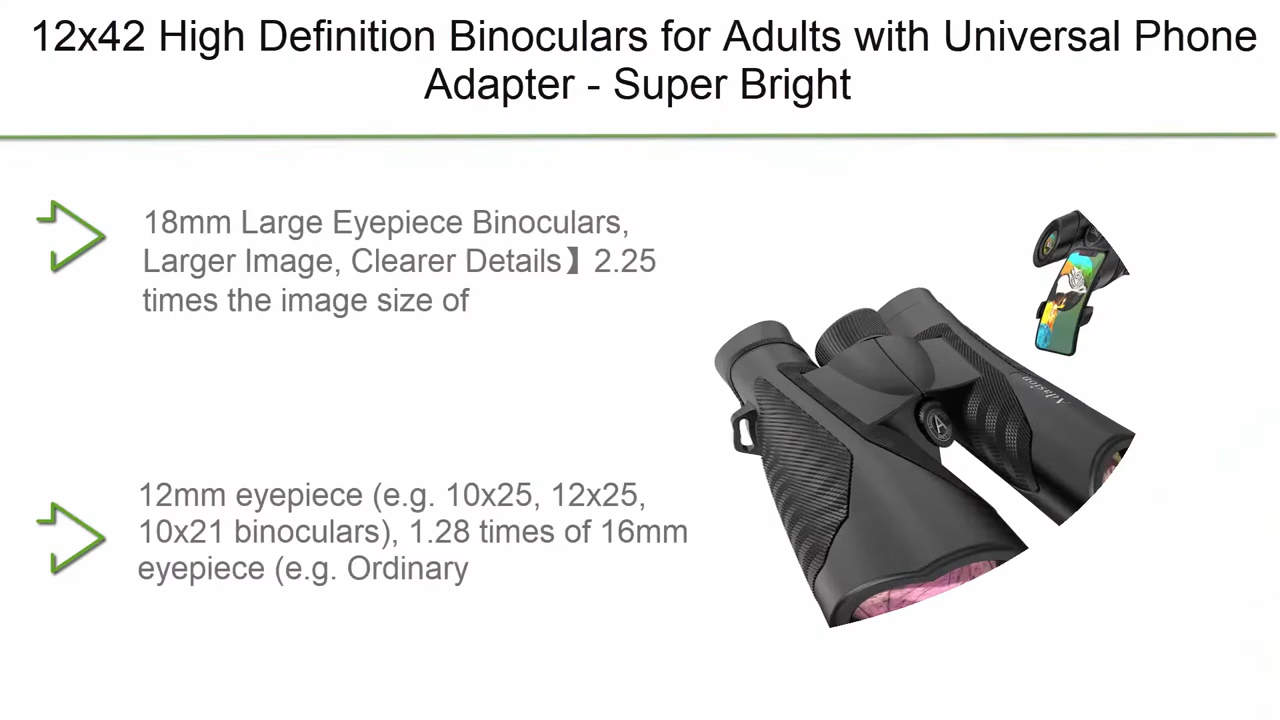 12x42 High Definition Binoculars for Adults with Universal Phone
Adapter - Super Bright
18mm Large Eyepiece Binoculars,
Larger Image, Clearer Details】2.25
times the image size of
12mm eyepiece (e.g. 10x25, 12x25,
10x21 binoculars), 1.28 times of 16mm
eyepiece (e.g. Ordinary
Adasion
A